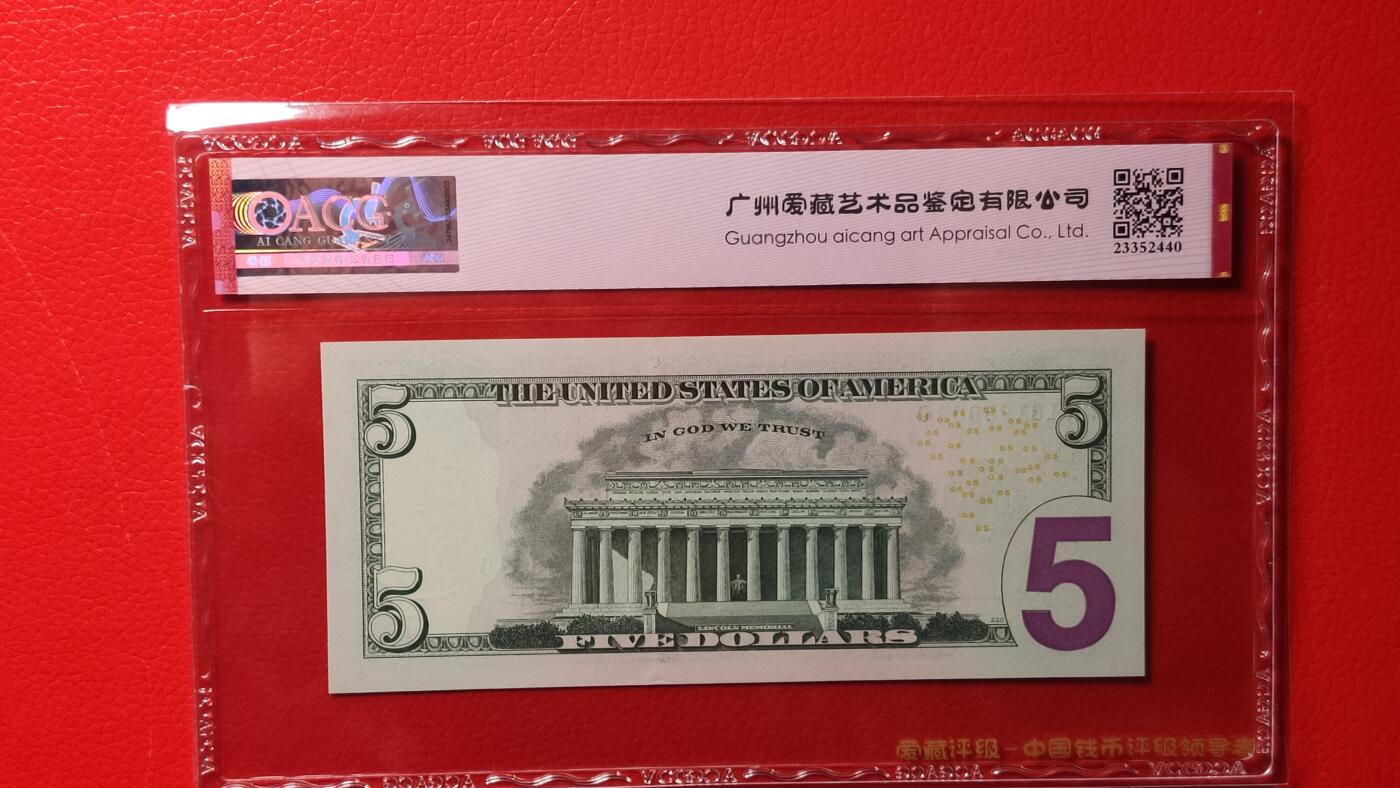 ACG
AI CANG
广州爱藏艺术品鉴定有限公司
Guangzhou aicang art Appraisal Co., Ltd.
23352440
5
THE UNITED STATES OF AMERICA
5
IN GOD WE TRUST
5
5
220
LINCOLN MEMORIAL
FIVE DOLLARS
爱藏评级-中国钱币评级领导者